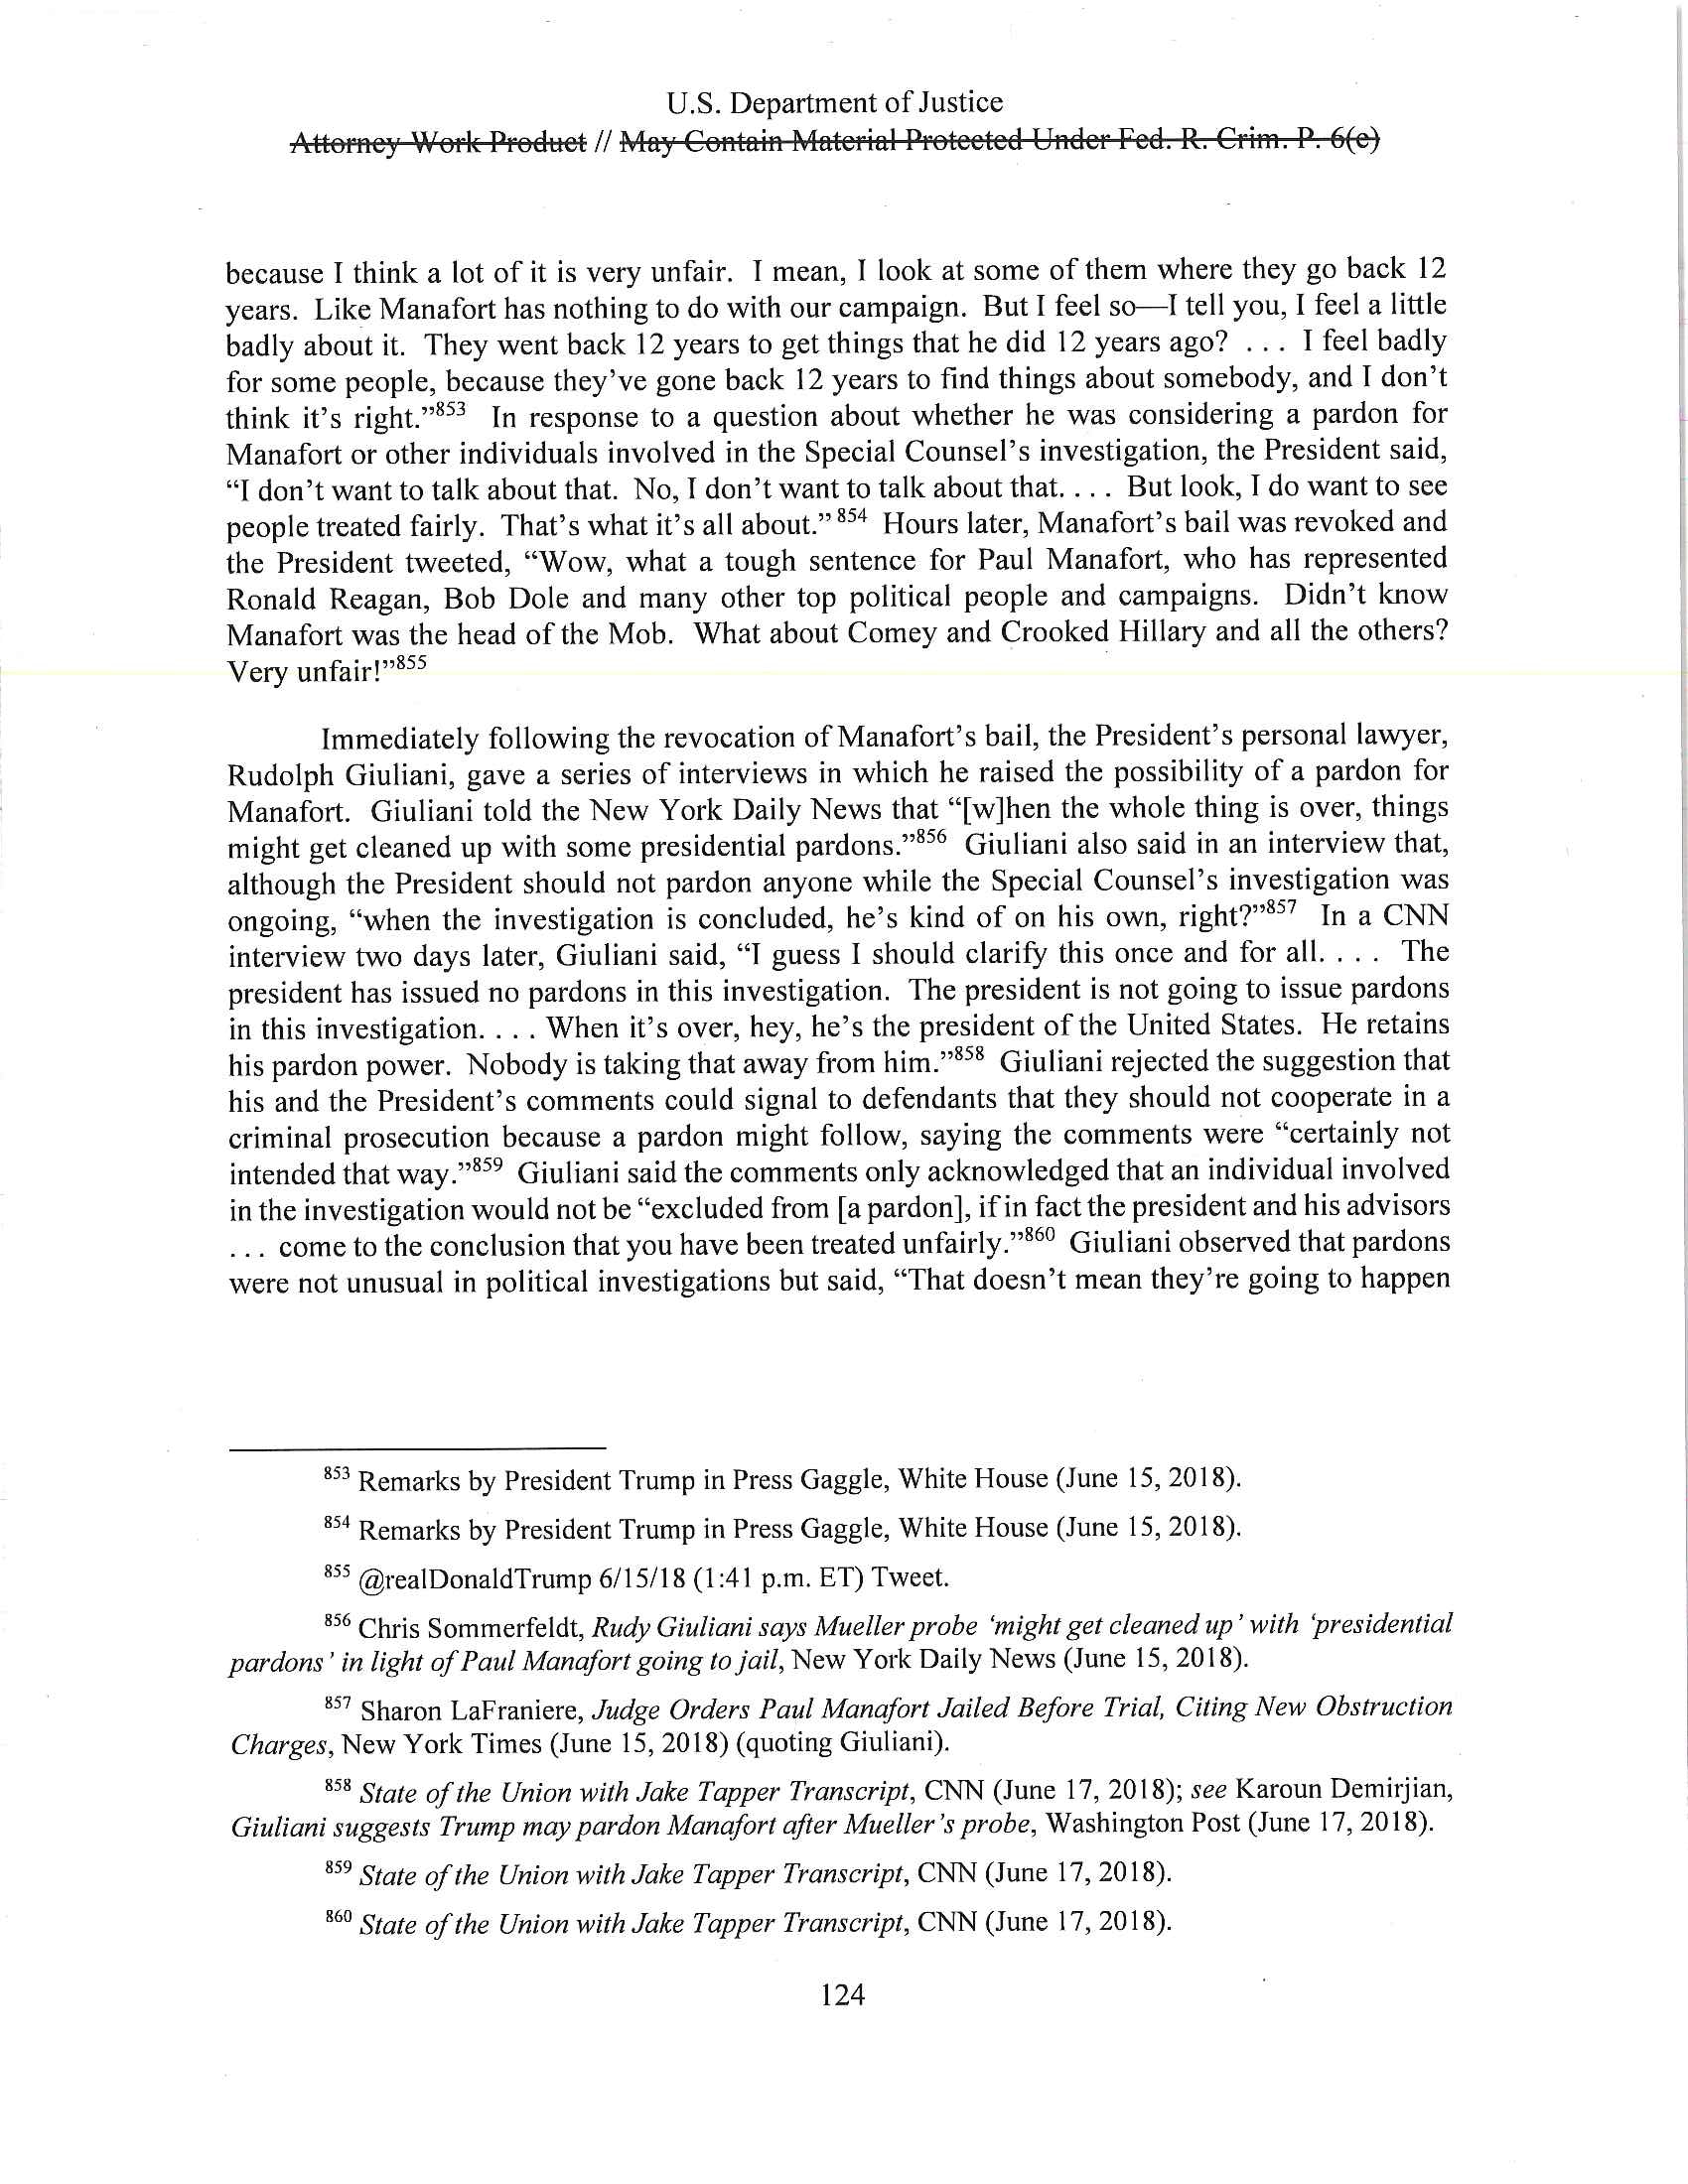 U.S. Department of Justice
Attorney Work Product // May Contain Material Protected Under Fed. R. Crim. P. 6(e)
because I think a lot of it is very unfair. I mean, I look at some of them where they go back 12
years. Like Manafort has nothing to do with our campaign. But I feel so—I tell you, I feel a little
badly about it. They went back 12 years to get things that he did 12 years ago? . . . I feel badly
for some people, because they’ve gone back 12 years to find things about somebody, and I don’t
think it’s right.”853 In response to a question about whether he was considering a pardon for
Manafort or other individuals involved in the Special Counsel’s investigation, the President said,
“I don’t want to talk about that. No, I don’t want to talk about that. . . . But look, I do want to see
people treated fairly. That’s what it’s all about.” 854 Hours later, Manafort’s bail was revoked and
the President tweeted, “Wow, what a tough sentence for Paul Manafort, who has represented
Ronald Reagan, Bob Dole and many other top political people and campaigns. Didn’t know
Manafort was the head of the Mob. What about Comey and Crooked Hillary and all the others?
Very unfair!”855
Immediately following the revocation of Manafort’s bail, the President’s personal lawyer,
Rudolph Giuliani, gave a series of interviews in which he raised the possibility of a pardon for
Manafort. Giuliani told the New York Daily News that “[w]hen the whole thing is over, things
might get cleaned up with some presidential pardons.”856 Giuliani also said in an interview that,
although the President should not pardon anyone while the Special Counsel’s investigation was
ongoing, “when the investigation is concluded, he’s kind of on his own, right?”857 In a CNN
interview two days later, Giuliani said, “I guess I should clarify this once and for all. . . . The
president has issued no pardons in this investigation. The president is not going to issue pardons
in this investigation. . . . When it’s over, hey, he’s the president of the United States. He retains
his pardon power. Nobody is taking that away from him.”858 Giuliani rejected the suggestion that
his and the President’s comments could signal to defendants that they should not cooperate in a
criminal prosecution because a pardon might follow, saying the comments were “certainly not
intended that way.”859 Giuliani said the comments only acknowledged that an individual involved
in the investigation would not be “excluded from [a pardon], if in fact the president and his advisors
. . . come to the conclusion that you have been treated unfairly.”860 Giuliani observed that pardons
were not unusual in political investigations but said, “That doesn’t mean they’re going to happen
853 Remarks by President Trump in Press Gaggle, White House (June 15, 2018).
854 Remarks by President Trump in Press Gaggle, White House (June 15, 2018).
855 @realDonaldTrump 6/15/18 (1:41 p.m. ET) Tweet.
856 Chris Sommerfeldt, Rudy Giuliani says Mueller probe ‘might get cleaned up’ with ‘presidential
pardons’ in light of Paul Manafort going to jail, New York Daily News (June 15, 2018).
857 Sharon LaFraniere, Judge Orders Paul Manafort Jailed Before Trial, Citing New Obstruction
Charges, New York Times (June 15, 2018) (quoting Giuliani).
858 State of the Union with Jake Tapper Transcript, CNN (June 17, 2018); see Karoun Demirjian,
Giuliani suggests Trump may pardon Manafort after Mueller’s probe, Washington Post (June 17, 2018).
859 State of the Union with Jake Tapper Transcript, CNN (June 17, 2018).
860 State of the Union with Jake Tapper Transcript, CNN (June 17, 2018).
124